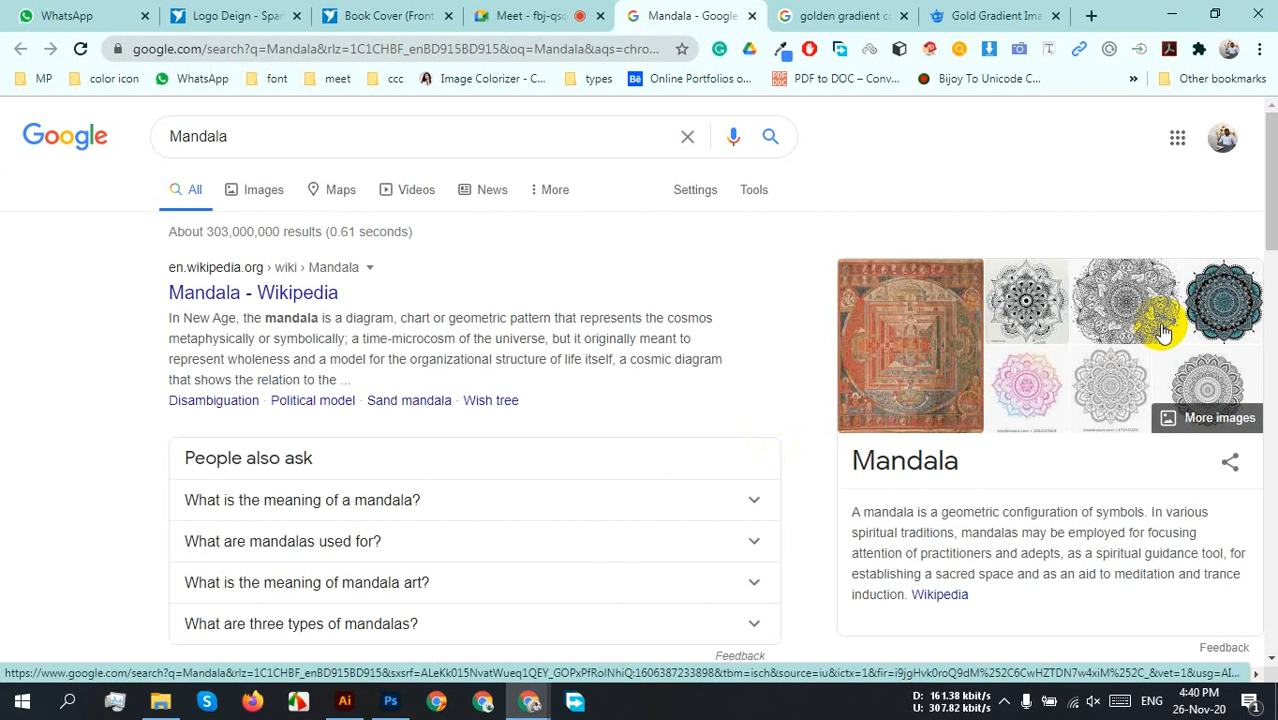 WhatsApp
Logo Deign - Spar
Book Cover (Front
Meet - fbj-qsc
Mandala - Google
golden gradient co
Gold Gradient Ima
google.com/search?q=Mandala&rlz=1C1CHBF_enBD915BD915&oq=Mandala&aqs=chro...
MP
color icon
WhatsApp
font
meet
ccc
Image Colorizer - C...
types
Online Portfolios o...
PDF to DOC – Conv...
Bijoy To Unicode C...
»
Other bookmarks
Google
Mandala
All
Images
Maps
Videos
News
More
Settings
Tools
About 303,000,000 results (0.61 seconds)
en.wikipedia.org › wiki › Mandala
Mandala - Wikipedia
In New Age, the mandala is a diagram, chart or geometric pattern that represents the cosmos
metaphysically or symbolically; a time-microcosm of the universe, but it originally meant to
represent wholeness and a model for the organizational structure of life itself, a cosmic diagram
that shows the relation to the ...
Disambiguation · Political model · Sand mandala · Wish tree
People also ask
What is the meaning of a mandala?
What are mandalas used for?
What is the meaning of mandala art?
What are three types of mandalas?
Feedback
More images
Mandala
A mandala is a geometric configuration of symbols. In various
spiritual traditions, mandalas may be employed for focusing
attention of practitioners and adepts, as a spiritual guidance tool, for
establishing a sacred space and as an aid to meditation and trance
induction. Wikipedia
Feedback
D: 161.38 kbit/s
U: 307.82 kbit/s
ENG
4:40 PM
26-Nov-20